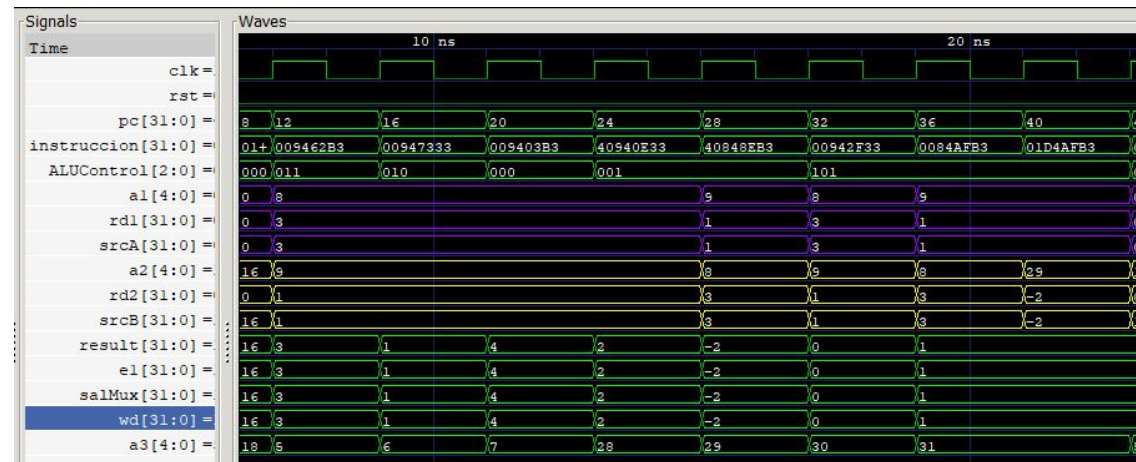 Signals Waves
Time 10 ns 20 ns
clk =
rst =
pc[31:0] = 8 12 16 20 24 28 32 36 40
instruccion[31:0] = 01+ 009462B3 00947333 009403B3 40940E33 40848EB3 00942F33 0084AFB3 01D4AFB3
ALUControl[2:0] = 000 011 010 000 001 101
a1[4:0] = 0 8 9 8 9
rd1[31:0] = 0 3 1 3 1
srcA[31:0] = 0 3 1 3 1
a2[4:0] = 16 9 8 9 8 29
rd2[31:0] = 0 1 3 1 3 -2
srcB[31:0] = 16 1 3 1 3 -2
result[31:0] = 16 3 1 4 2 -2 0 1
e1[31:0] = 16 3 1 4 2 -2 0 1
salMux[31:0] = 16 3 1 4 2 -2 0 1
wd[31:0] = 16 3 1 4 2 -2 0 1
a3[4:0] = 18 5 6 7 28 29 30 31